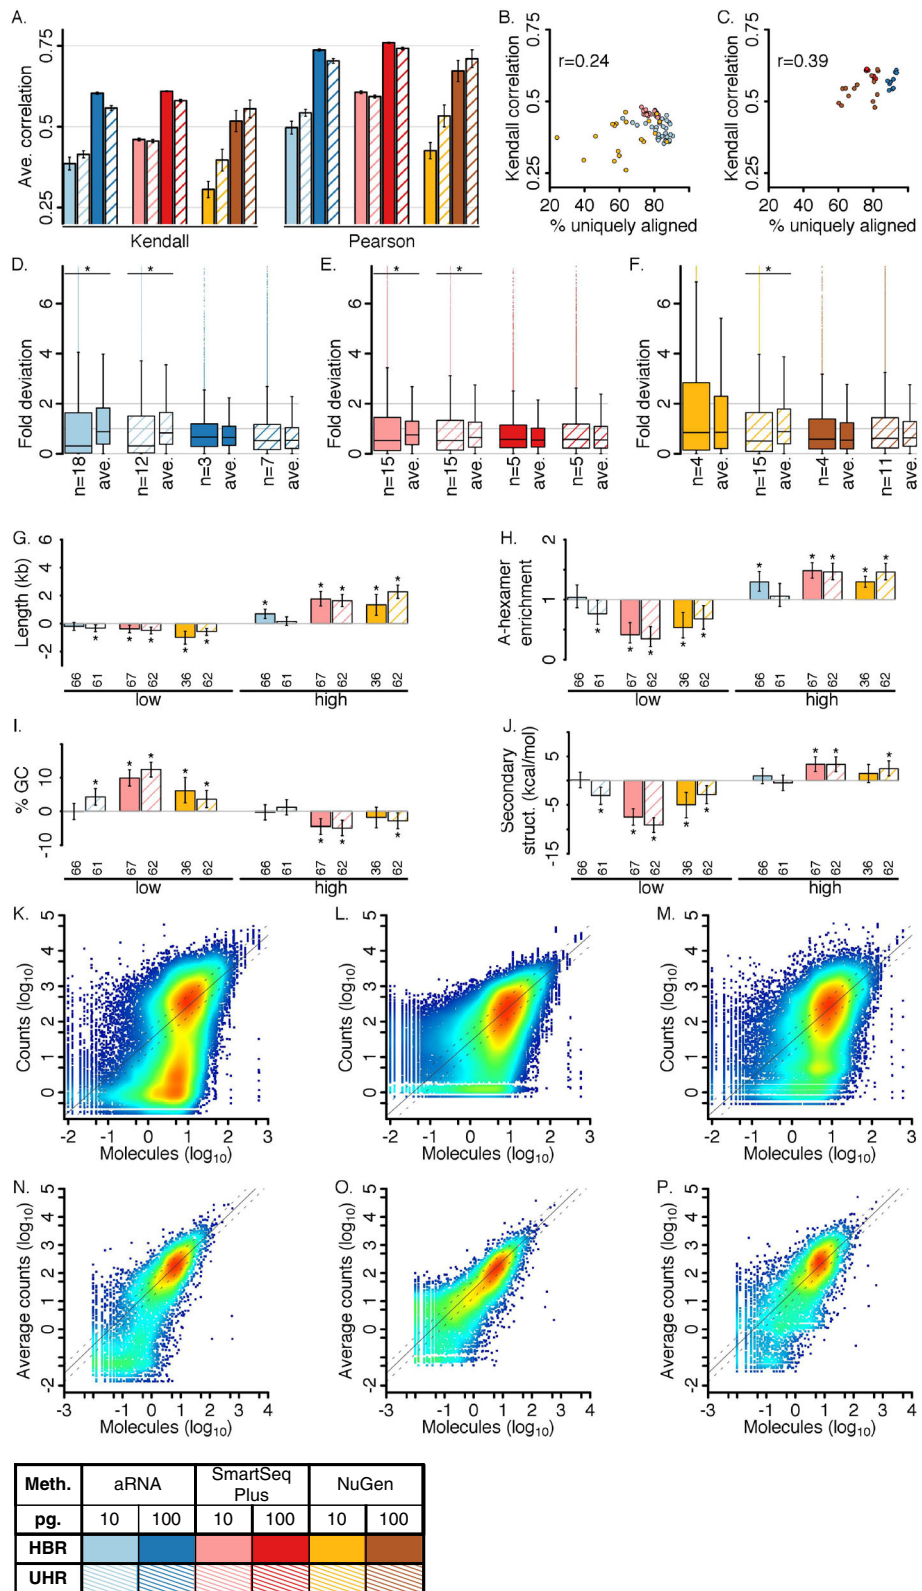 A.
B.
C.
Ave. correlation
0.25
0.5
0.75
Kendall
Pearson
Kendall correlation
0.25
0.5
0.75
r=0.24
20
40
60
80
% uniquely aligned
Kendall correlation
0.25
0.5
0.75
r=0.39
20
40
60
80
% uniquely aligned
D.
E.
F.
Fold deviation
0
2
4
6
*
*
n=18
ave.
n=12
ave.
n=3
ave.
n=7
ave.
Fold deviation
0
2
4
6
*
*
n=15
ave.
n=15
ave.
n=5
ave.
n=5
ave.
Fold deviation
0
2
4
6
*
n=4
ave.
n=15
ave.
n=4
ave.
n=11
ave.
G.
Length (kb)
-2
0
2
4
6
* * * * *
* * * * *
66 61 67 62 36 62
low
66 61 67 62 36 62
high
H.
A-hexamer
enrichment
0
1
2
* * * * *
* * * * *
66 61 67 62 36 62
low
66 61 67 62 36 62
high
I.
% GC
-10
0
10
* * * * *
* * *
66 61 67 62 36 62
low
66 61 67 62 36 62
high
J.
Secondary
struct. (kcal/mol)
-15
-5
5
* * * * *
* * *
66 61 67 62 36 62
low
66 61 67 62 36 62
high
K.
Counts (log10)
0
1
2
3
4
5
-2 -1 0 1 2 3
Molecules (log10)
L.
Counts (log10)
0
1
2
3
4
5
-2 -1 0 1 2 3
Molecules (log10)
M.
Counts (log10)
0
1
2
3
4
5
-2 -1 0 1 2 3
Molecules (log10)
N.
Average counts (log10)
-2
0
1
2
3
4
5
-3 -2 -1 0 1 2 3 4
Molecules (log10)
O.
Average counts (log10)
-2
0
1
2
3
4
5
-3 -2 -1 0 1 2 3 4
Molecules (log10)
P.
Average counts (log10)
-2
0
1
2
3
4
5
-3 -2 -1 0 1 2 3 4
Molecules (log10)
Meth. aRNA SmartSeq Plus NuGen
pg. 10 100 10 100 10 100
HBR
UHR